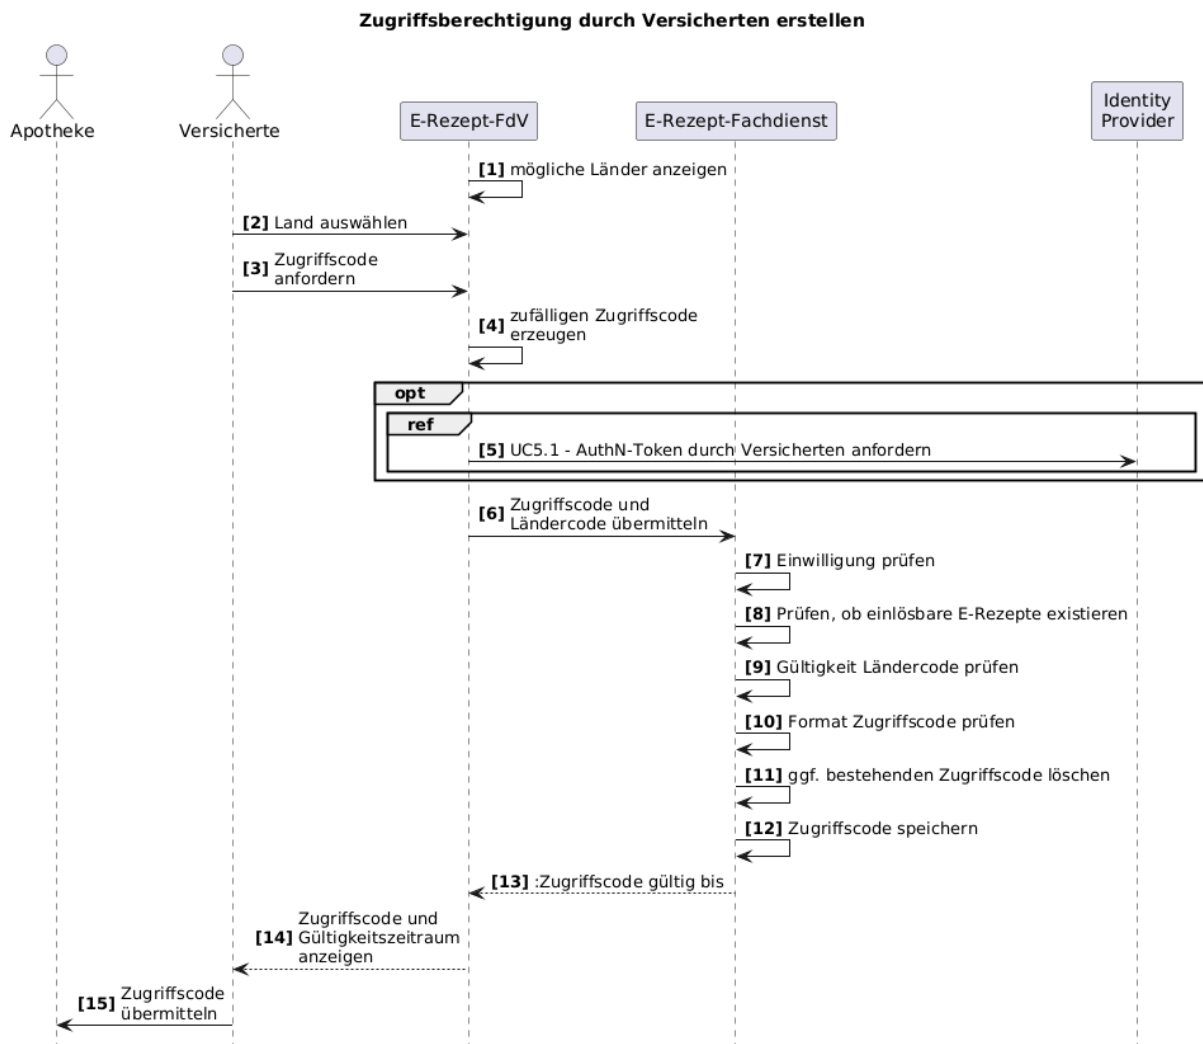 Zugriffsberechtigung durch Versicherten erstellen
Apotheke
Versicherte
E-Rezept-FdV
E-Rezept-Fachdienst
Identity
Provider
[1] mögliche Länder anzeigen
[2] Land auswählen
[3] Zugriffscode
anfordern
[4] zufälligen Zugriffscode
erzeugen
opt
ref
[5] UC5.1 - AuthN-Token durch Versicherten anfordern
[6] Zugriffscode und
Ländercode übermitteln
[7] Einwilligung prüfen
[8] Prüfen, ob einlösbare E-Rezepte existieren
[9] Gültigkeit Ländercode prüfen
[10] Format Zugriffscode prüfen
[11] ggf. bestehenden Zugriffscode löschen
[12] Zugriffscode speichern
[13] :Zugriffscode gültig bis
Zugriffscode und
[14] Gültigkeitszeitraum
anzeigen
[15] Zugriffscode
übermitteln